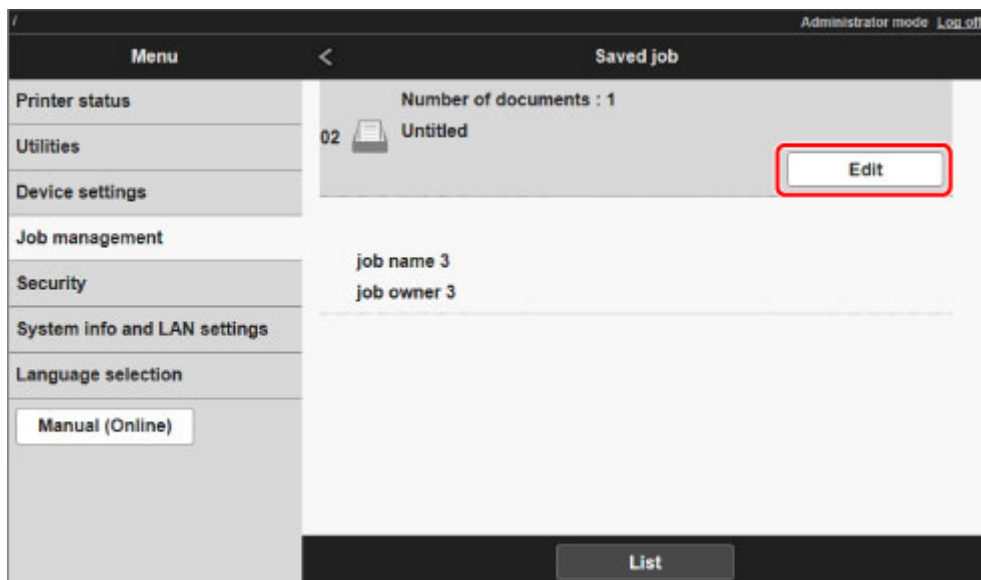 /
Administrator mode Log off
Menu
< Saved job
Printer status
Utilities
Device settings
Job management
Security
System info and LAN settings
Language selection
Manual (Online)
Number of documents : 1
02 Untitled
Edit
job name 3
job owner 3
List